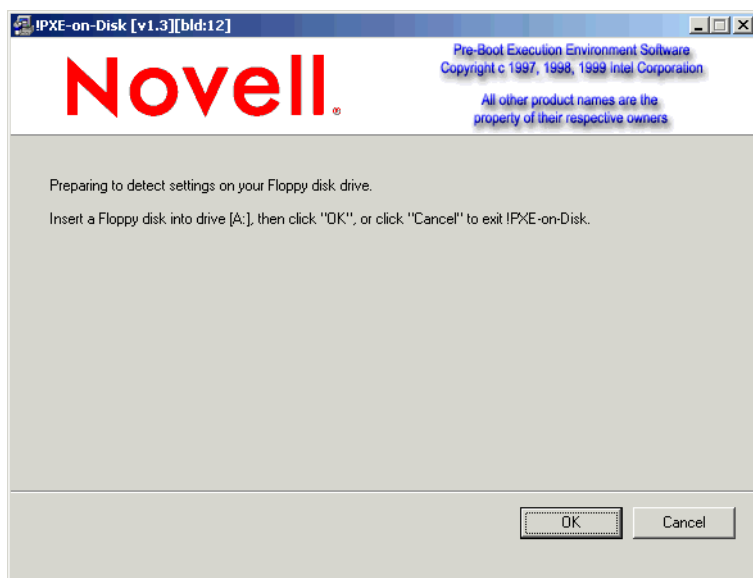 !PXE-on-Disk [v1.3][bld:12]
Novell®
Pre-Boot Execution Environment Software
Copyright c 1997, 1998, 1999 Intel Corporation
All other product names are the
property of their respective owners
Preparing to detect settings on your Floppy disk drive.
Insert a Floppy disk into drive [A:], then click "OK", or click "Cancel" to exit !PXE-on-Disk.
OK
Cancel